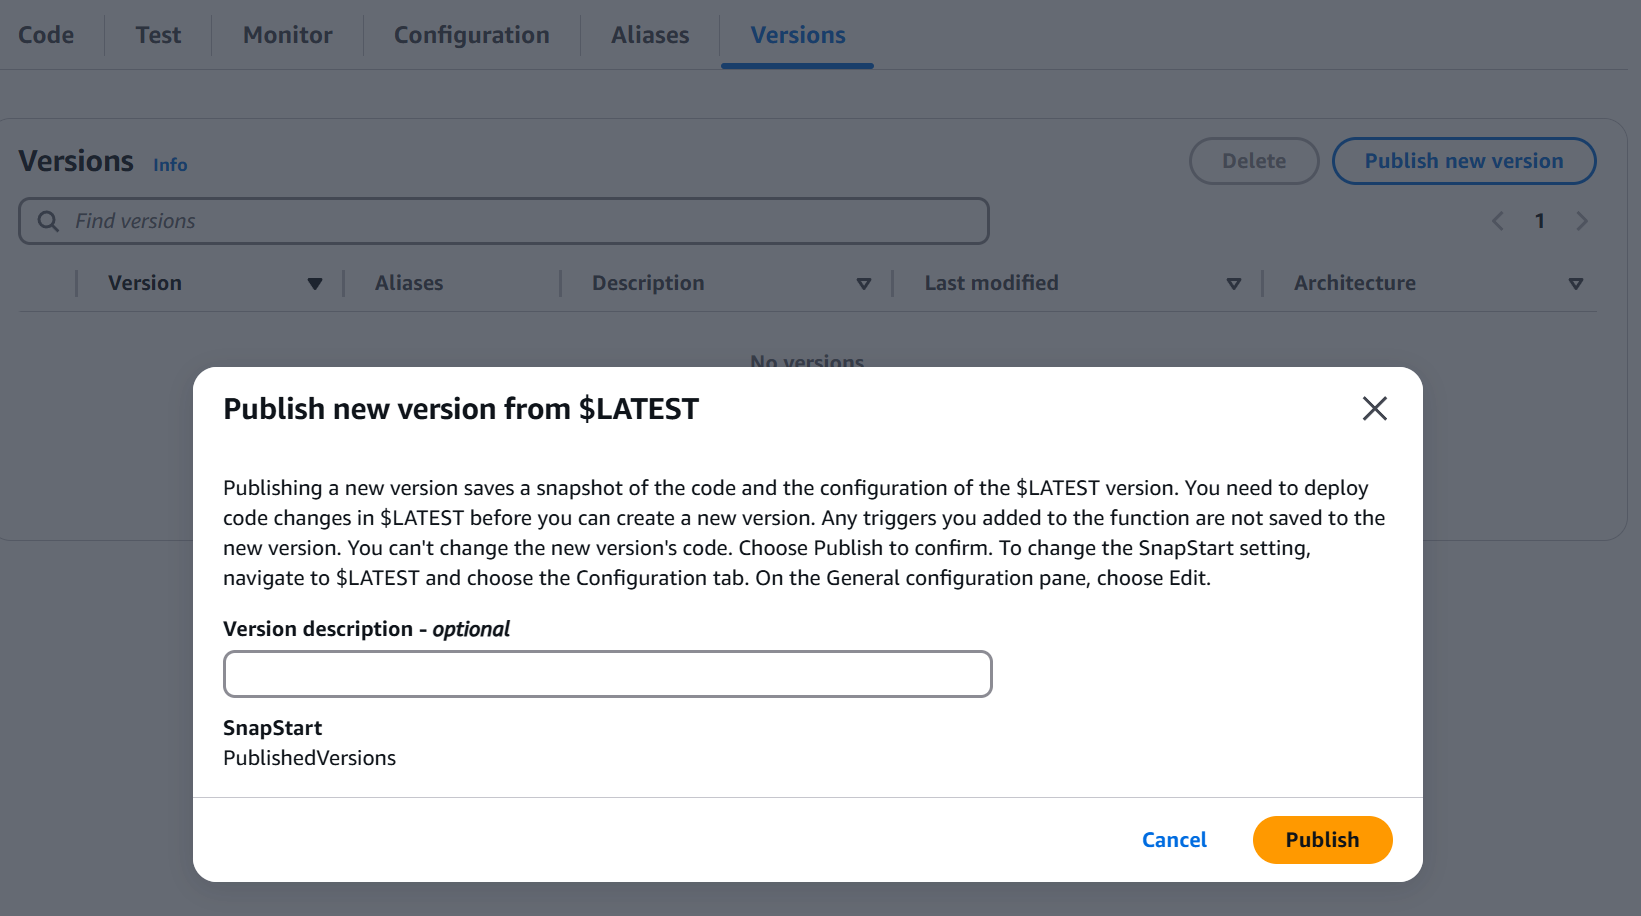 Code
Test
Monitor
Configuration
Aliases
Versions
Versions
Info
Delete
Publish new version
Find versions
1
Version
Aliases
Description
Last modified
Architecture
No versions
Publish new version from $LATEST
Publishing a new version saves a snapshot of the code and the configuration of the $LATEST version. You need to deploy
code changes in $LATEST before you can create a new version. Any triggers you added to the function are not saved to the
new version. You can't change the new version's code. Choose Publish to confirm. To change the SnapStart setting,
navigate to $LATEST and choose the Configuration tab. On the General configuration pane, choose Edit.
Version description - optional
SnapStart
PublishedVersions
Cancel
Publish